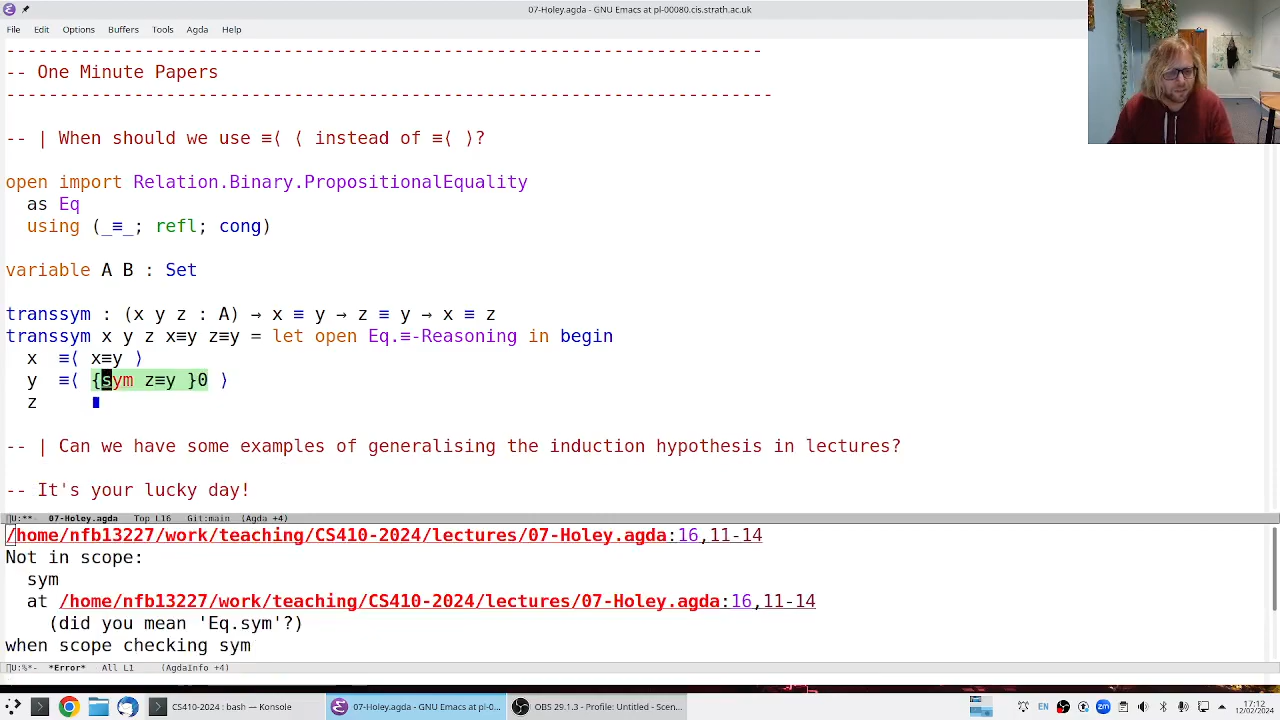 07-Holey.agda - GNU Emacs at pl-00080.cis.strath.ac.uk
File Edit Options Buffers Tools Agda Help
------------------------------------------------------------------------
-- One Minute Papers
------------------------------------------------------------------------
-- | When should we use ≡⟨ ⟨ instead of ≡⟨ ⟩?
open import Relation.Binary.PropositionalEquality
as Eq
using (_≡_; refl; cong)
variable A B : Set
transsym : (x y z : A) → x ≡ y → z ≡ y → x ≡ z
transsym x y z x≡y z≡y = let open Eq.≡-Reasoning in begin
x ≡⟨ x≡y ⟩
y ≡⟨ {sym z≡y }0 ⟩
z ∎
-- | Can we have some examples of generalising the induction hypothesis in lectures?
-- It's your lucky day!
U:**- 07-Holey.agda Top L16 Git:main (Agda +4)
/home/nfb13227/work/teaching/CS410-2024/lectures/07-Holey.agda:16,11-14
Not in scope:
sym
at /home/nfb13227/work/teaching/CS410-2024/lectures/07-Holey.agda:16,11-14
(did you mean 'Eq.sym'?)
when scope checking sym
U:%*- *Error* All L1 (AgdaInfo +4)
CS410-2024 : bash — Kons
07-Holey.agda - GNU Emacs at pl-0...
OBS 29.1.3 - Profile: Untitled - Scen...
EN
17:12
12/02/2024